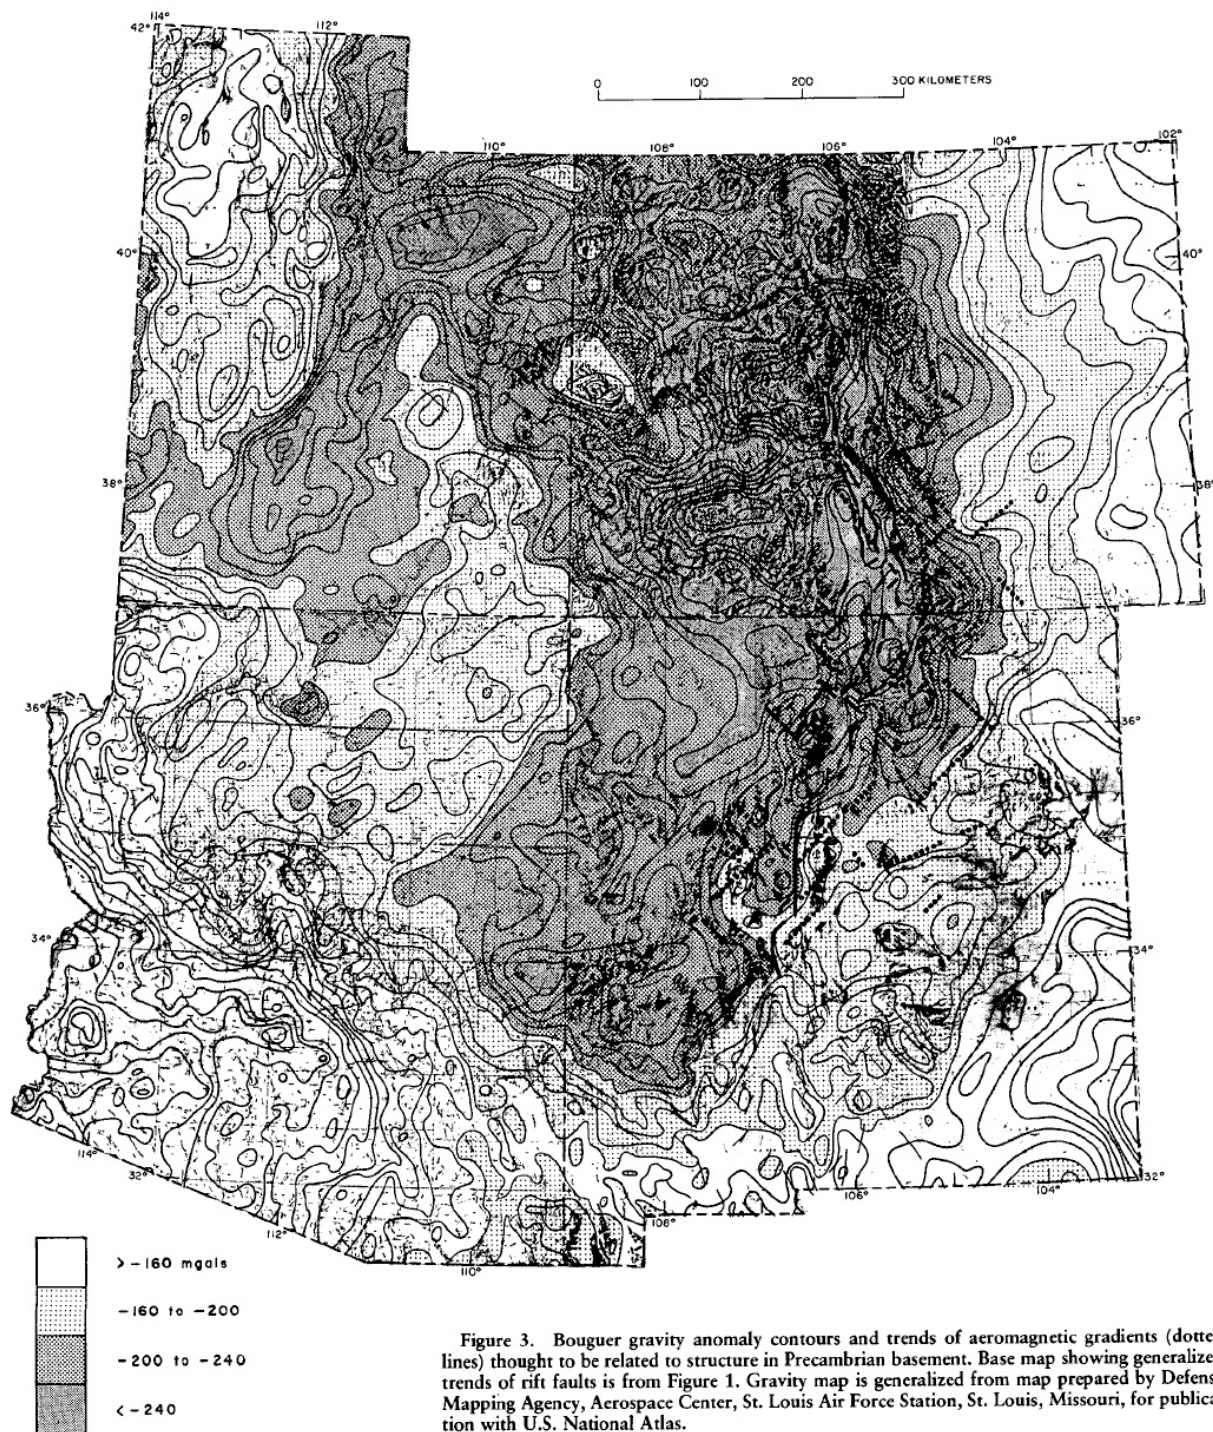 114°
42° 112°
0 100 200 300 KILOMETERS
110° 108° 106° 104° 102°
40° 40°
38° 38°
36° 36°
34° 34°
114° 32° 112° 110° 108° 106° 104° 32°
> -160 mgals
-160 to -200
-200 to -240
< -240
Figure 3. Bouguer gravity anomaly contours and trends of aeromagnetic gradients (dotte
lines) thought to be related to structure in Precambrian basement. Base map showing generalize
trends of rift faults is from Figure 1. Gravity map is generalized from map prepared by Defens
Mapping Agency, Aerospace Center, St. Louis Air Force Station, St. Louis, Missouri, for publica-
tion with U.S. National Atlas.